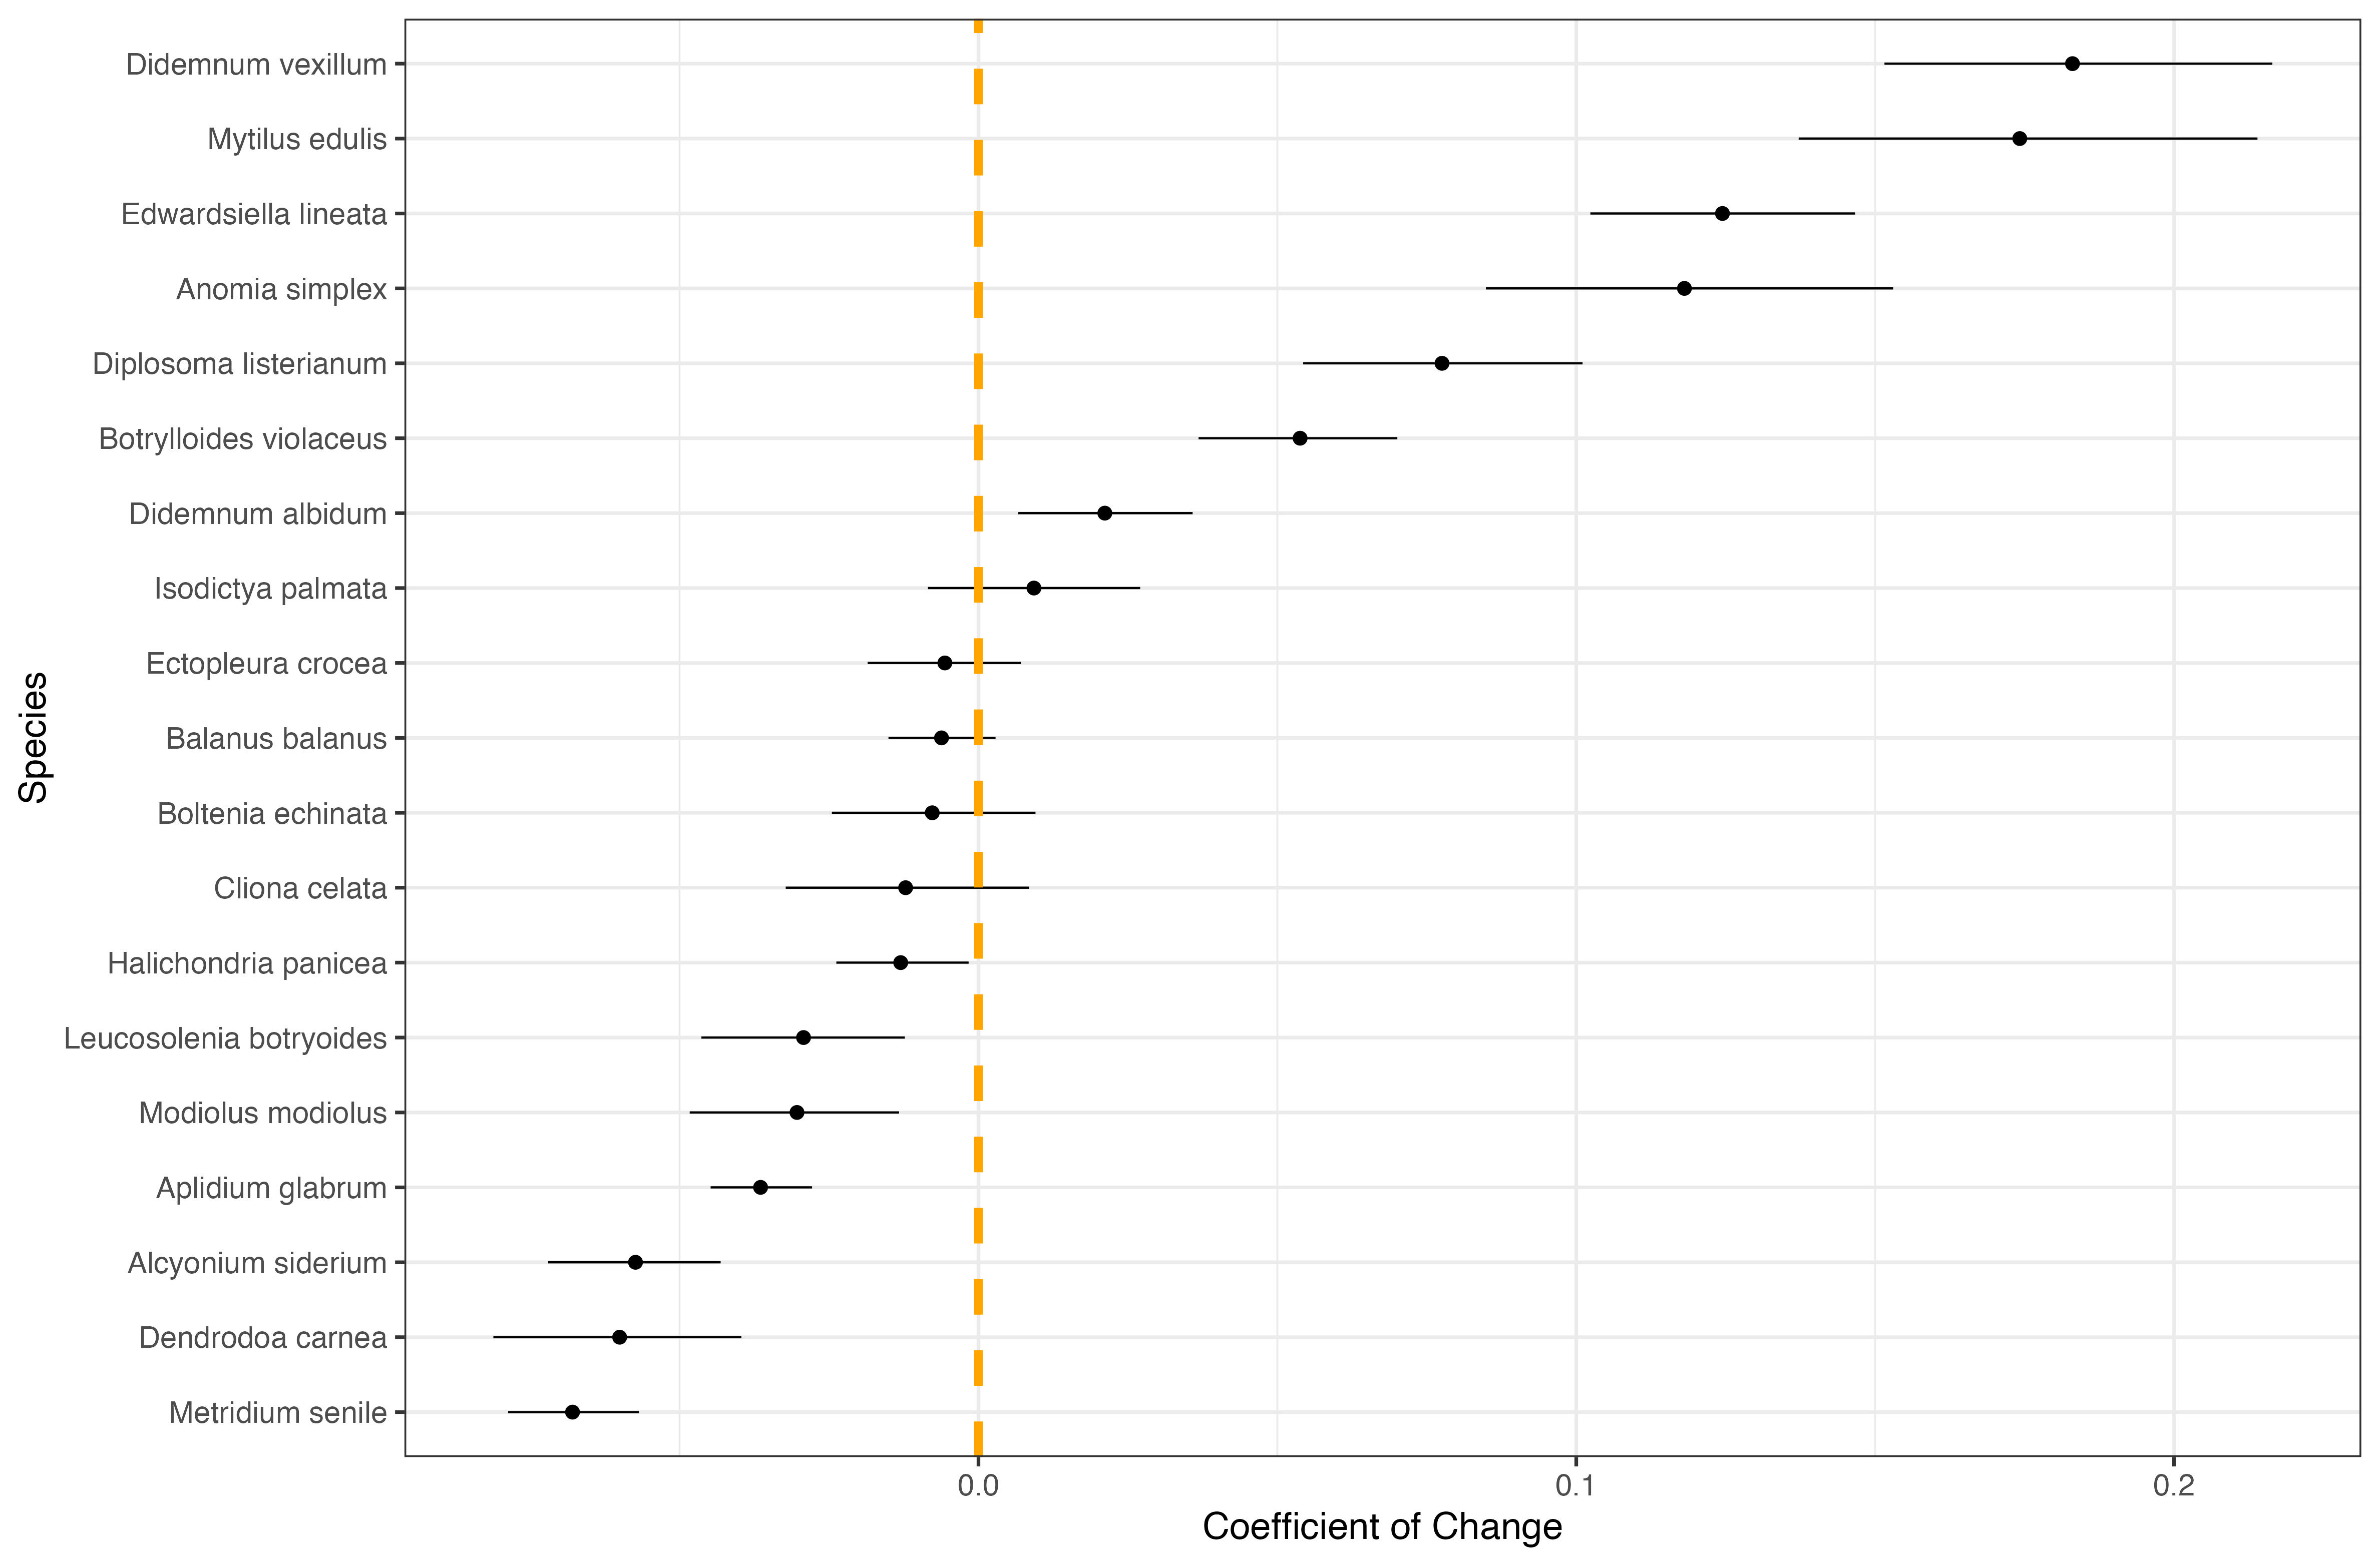 Didemnum vexillum
Mytilus edulis
Edwardsiella lineata
Anomia simplex
Diplosoma listerianum
Botrylloides violaceus
Didemnum albidum
Isodictya palmata
Ectopleura crocea
Balanus balanus
Boltenia echinata
Cliona celata
Halichondria panicea
Leucosolenia botryoides
Modiolus modiolus
Aplidium glabrum
Alcyonium siderium
Dendrodoa carnea
Metridium senile
Species
0.0
0.1
0.2
Coefficient of Change